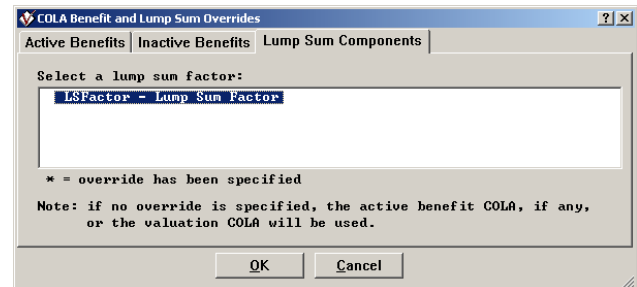 COLA Benefit and Lump Sum Overrides
Active Benefits Inactive Benefits Lump Sum Components
Select a lump sum factor:
LSFactor - Lump Sum Factor
* = override has been specified
Note: if no override is specified, the active benefit COLA, if any,
or the valuation COLA will be used.
OK Cancel